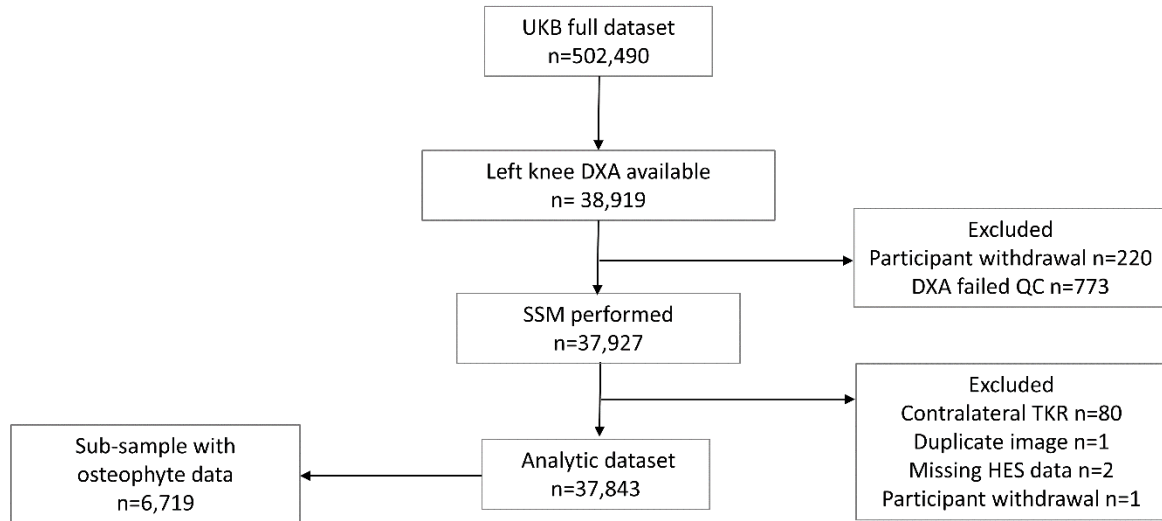 UKB full dataset
n=502,490
Left knee DXA available
n= 38,919
Excluded
Participant withdrawal n=220
DXA failed QC n=773
SSM performed
n=37,927
Excluded
Contralateral TKR n=80
Duplicate image n=1
Missing HES data n=2
Participant withdrawal n=1
Sub-sample with
osteophyte data
n=6,719
Analytic dataset
n=37,843